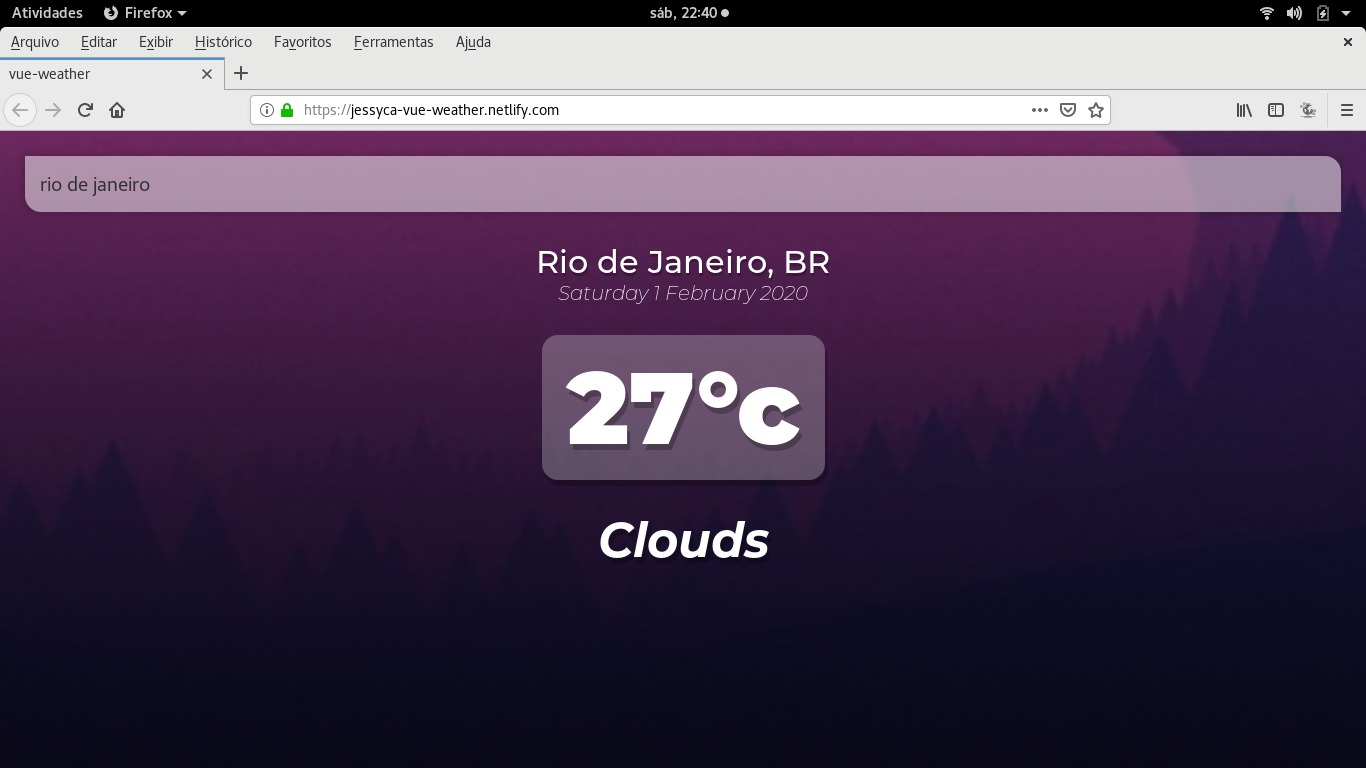 Atividades Firefox sáb, 22:40
Arquivo Editar Exibir Histórico Favoritos Ferramentas Ajuda
vue-weather
https://jessyca-vue-weather.netlify.com
rio de janeiro
Rio de Janeiro, BR
Saturday 1 February 2020
27°c
Clouds